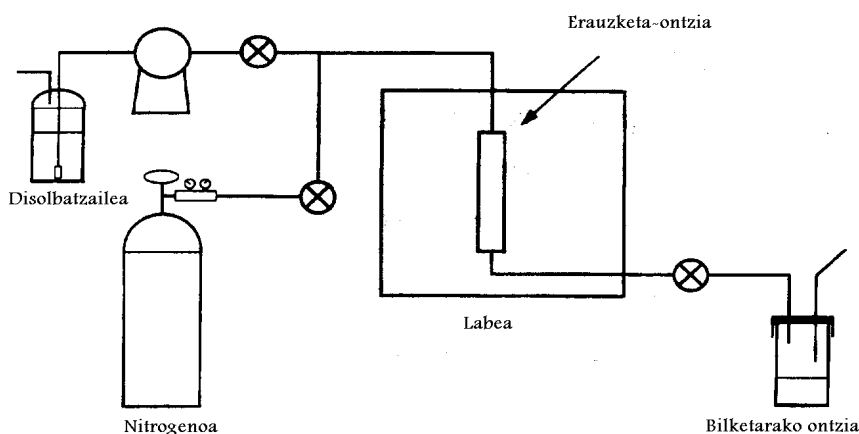 Erauzketa-ontzia
Disolbatzailea
Labea
Nitrogenoa
Bilketarako ontzia